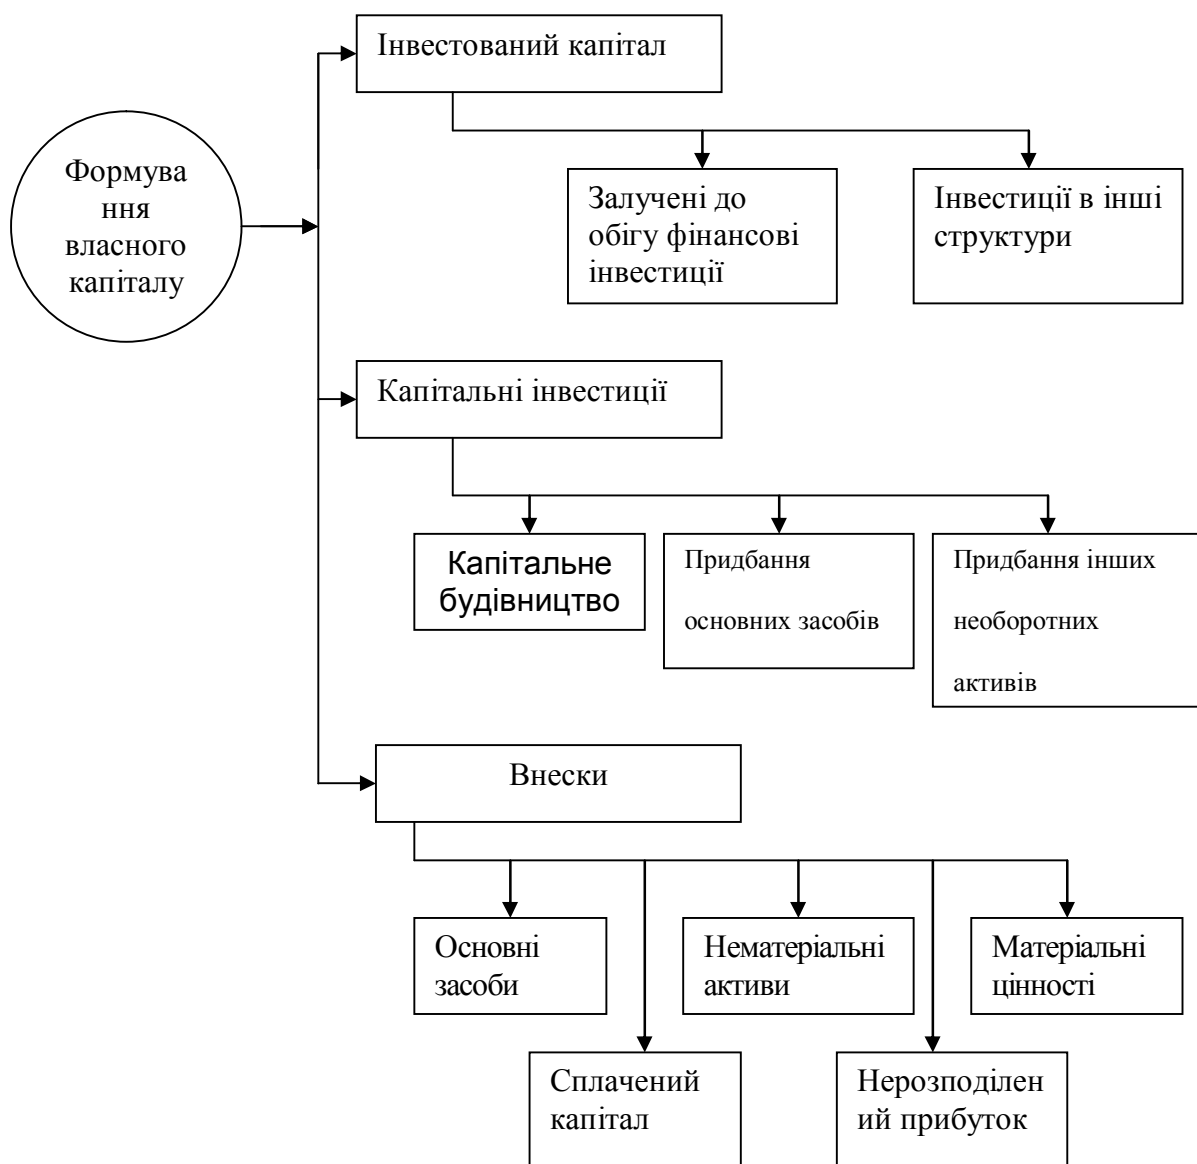 Інвестований капітал
Формува
ння
власного
капіталу
Залучені до
обігу фінансові
інвестиції
Інвестиції в інші
структури
Капітальні інвестиції
Капітальне
будівництво
Придбання
основних засобів
Придбання інших
необоротних
активів
Внески
Основні
засоби
Нематеріальні
активи
Матеріальні
цінності
Сплачений
капітал
Нерозподілен
ий прибуток